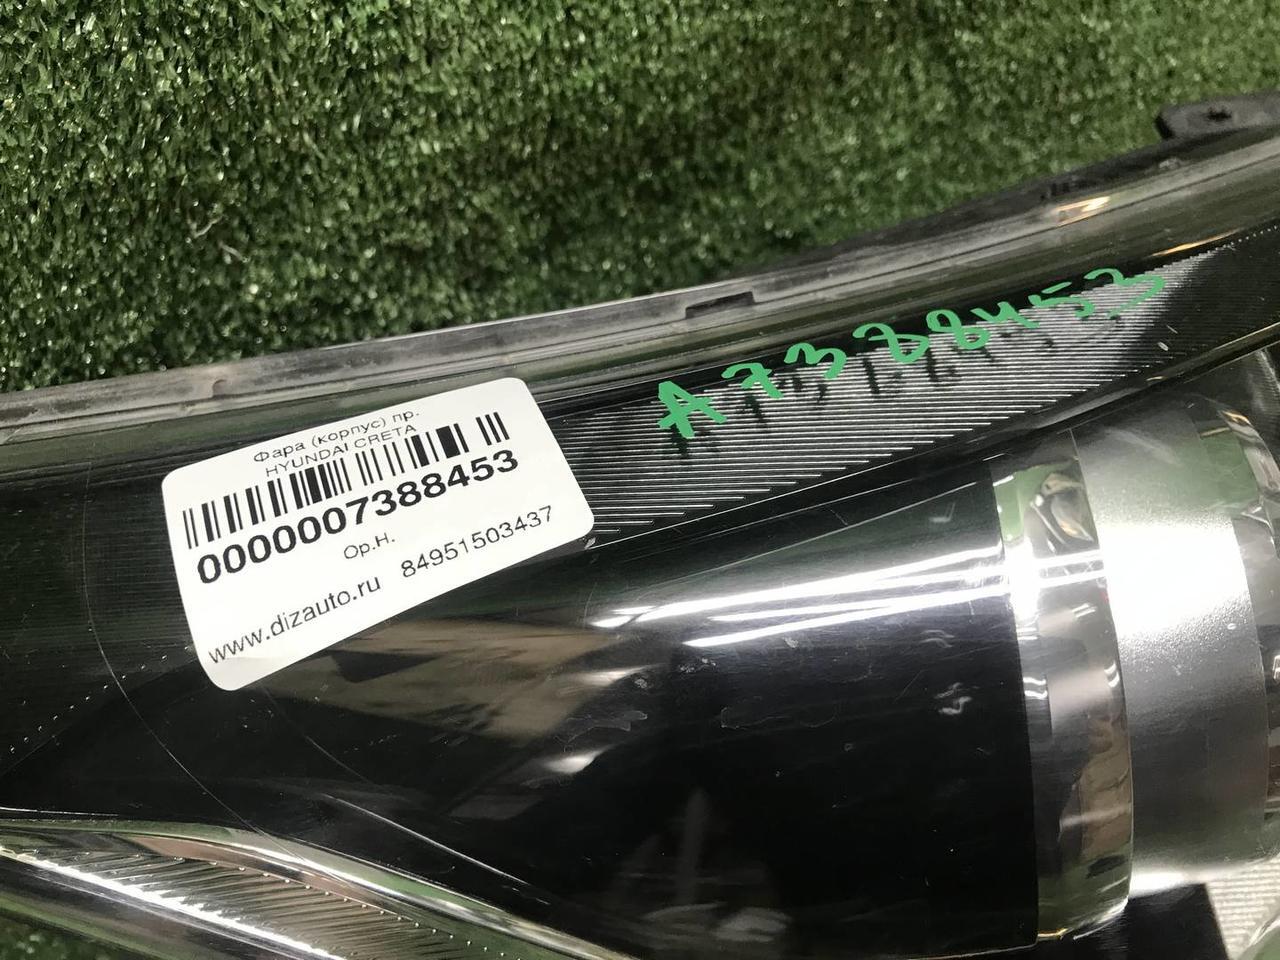 A7388453
Фара (корпус) пр.
HYUNDAI CRETA
0000007388453
Ор.Н.
www.dizauto.ru 84951503437